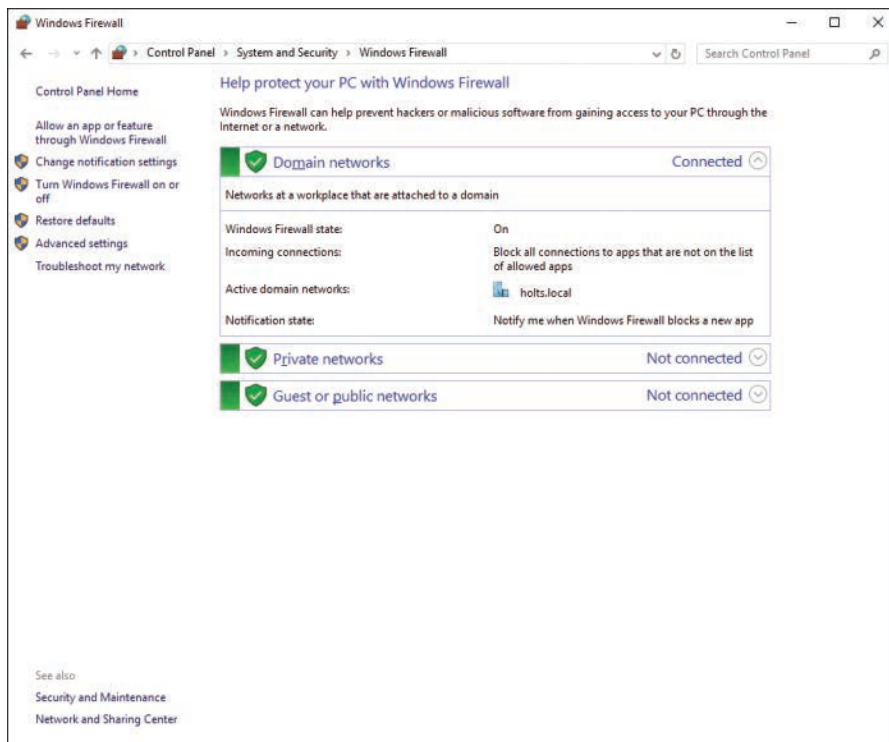 Windows Firewall
Control Panel › System and Security › Windows Firewall
Search Control Panel
Control Panel Home
Allow an app or feature
through Windows Firewall
Change notification settings
Turn Windows Firewall on or
off
Restore defaults
Advanced settings
Troubleshoot my network
Help protect your PC with Windows Firewall
Windows Firewall can help prevent hackers or malicious software from gaining access to your PC through the
Internet or a network.
Domain networks Connected
Networks at a workplace that are attached to a domain
Windows Firewall state: On
Incoming connections: Block all connections to apps that are not on the list
of allowed apps
Active domain networks: holts.local
Notification state: Notify me when Windows Firewall blocks a new app
Private networks Not connected
Guest or public networks Not connected
See also
Security and Maintenance
Network and Sharing Center